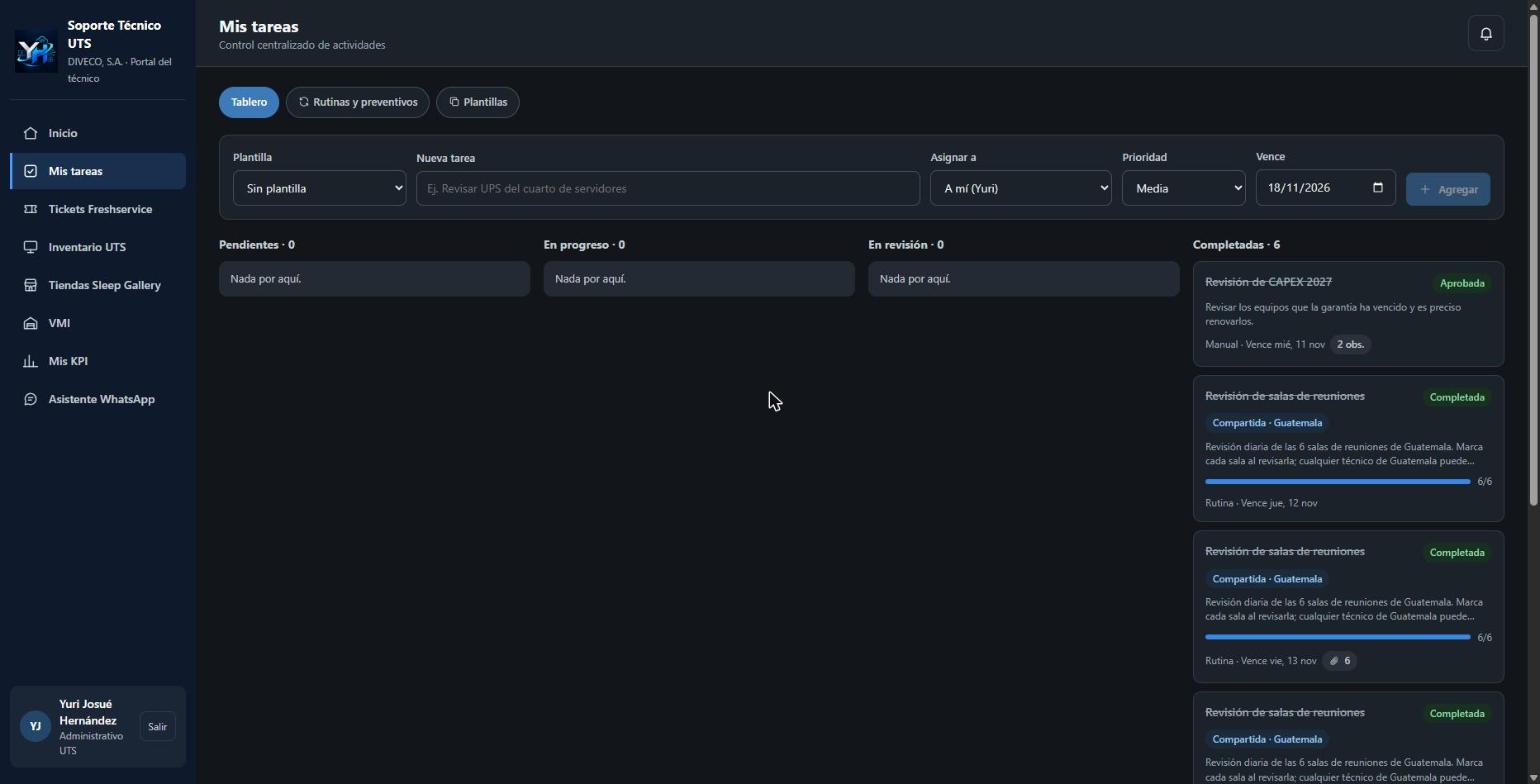 Soporte Técnico
UTS
DIVECO, S.A. · Portal del
técnico
Inicio
Mis tareas
Tickets Freshservice
Inventario UTS
Tiendas Sleep Gallery
VMI
Mis KPI
Asistente WhatsApp
YJ
Yuri Josué
Hernández
Administrativo
UTS
Salir
Mis tareas
Control centralizado de actividades
Tablero
Rutinas y preventivos
Plantillas
Plantilla
Sin plantilla
Nueva tarea
Ej. Revisar UPS del cuarto de servidores
Asignar a
A mí (Yuri)
Prioridad
Media
Vence
18/11/2026
+ Agregar
Pendientes · 0
Nada por aquí.
En progreso · 0
Nada por aquí.
En revisión · 0
Nada por aquí.
Completadas · 6
Revisión de CAPEX 2027
Aprobada
Revisar los equipos que la garantía ha vencido y es preciso
renovarlos.
Manual · Vence mié, 11 nov 2 obs.
Revisión de salas de reuniones
Completada
Compartida · Guatemala
Revisión diaria de las 6 salas de reuniones de Guatemala. Marca
cada sala al revisarla; cualquier técnico de Guatemala puede...
6/6
Rutina · Vence jue, 12 nov
Revisión de salas de reuniones
Completada
Compartida · Guatemala
Revisión diaria de las 6 salas de reuniones de Guatemala. Marca
cada sala al revisarla; cualquier técnico de Guatemala puede...
6/6
Rutina · Vence vie, 13 nov 6
Revisión de salas de reuniones
Completada
Compartida · Guatemala
Revisión diaria de las 6 salas de reuniones de Guatemala. Marca
cada sala al revisarla; cualquier técnico de Guatemala puede...